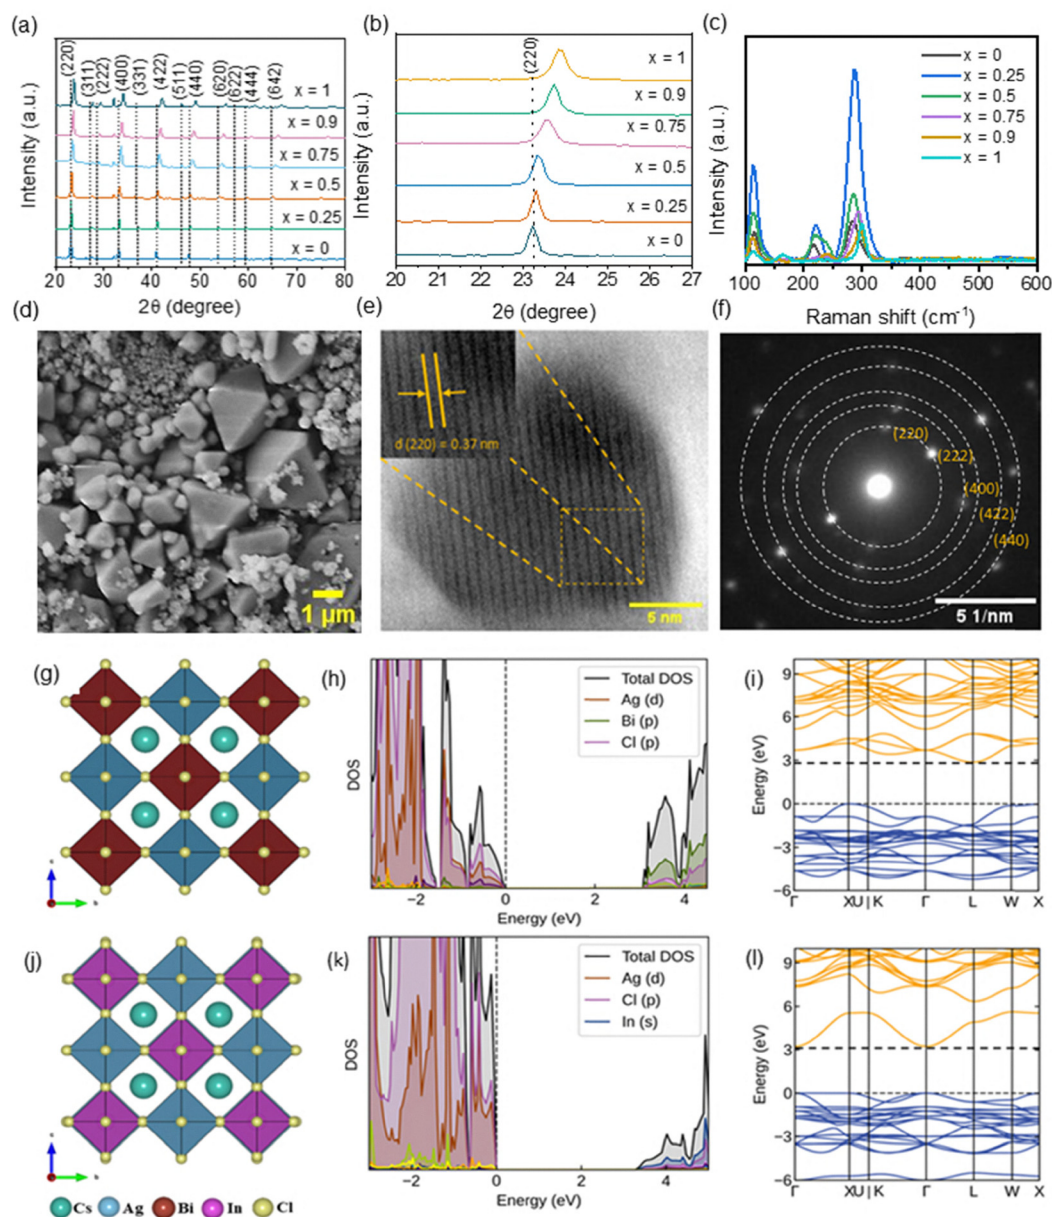 (a)
(220)
(311)
(222)
(400)
(331)
(422)
(511)
(440)
(620)
(622)
(444)
(642)
χ = 1
χ = 0.9
χ = 0.75
χ = 0.5
χ = 0.25
χ = 0
Intensity (a.u.)
20 30 40 50 60 70 80
2θ (degree)
(b)
(220)
χ = 1
χ = 0.9
χ = 0.75
χ = 0.5
χ = 0.25
χ = 0
Intensity (a.u.)
20 21 22 23 24 25 26 27
2θ (degree)
(c)
χ = 0
χ = 0.25
χ = 0.5
χ = 0.75
χ = 0.9
χ = 1
Intensity (a.u.)
100 200 300 400 500 600
Raman shift (cm-1)
(d)
1 μm
(e)
d (220) = 0.37 nm
5 nm
(f)
(220)
(222)
(400)
(422)
(440)
5 1/nm
(g)
(h)
Total DOS
Ag (d)
Bi (p)
Cl (p)
DOS
−2 0 2 4
Energy (eV)
(i)
Energy (eV)
9
6
3
0
−3
−6
Γ XU|K Γ L W X
(j)
Cs Ag Bi In Cl
(k)
Total DOS
Ag (d)
Cl (p)
In (s)
DOS
−2 0 2 4
Energy (eV)
(l)
Energy (eV)
9
6
3
0
−3
−6
Γ XU|K Γ L W X